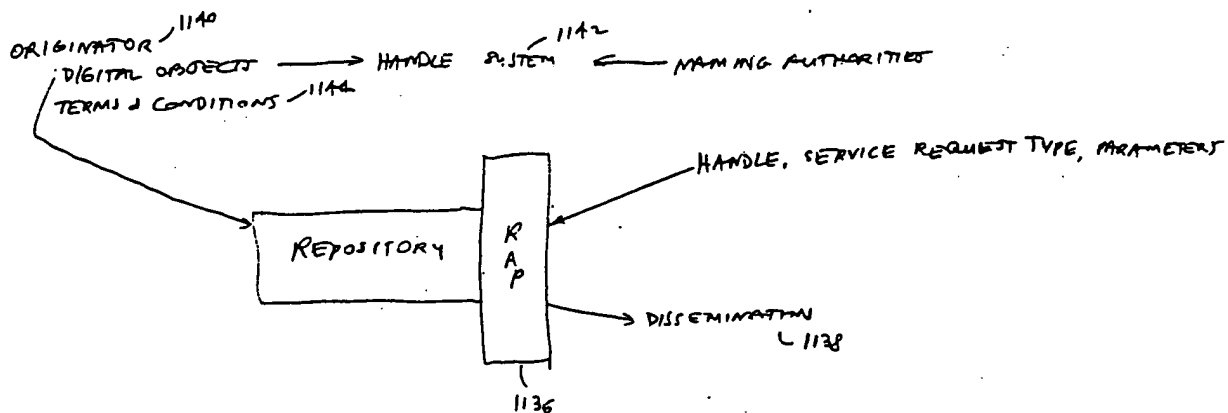 1140
ORIGINATOR
1142
DIGITAL OBJECTS HANDLE SYSTEM NAMING AUTHORITIES
TERMS & CONDITIONS 1144
HANDLE, SERVICE REQUEST TYPE, PARAMETERS
REPOSITORY
RAP
DISSEMINATION
1138
1136